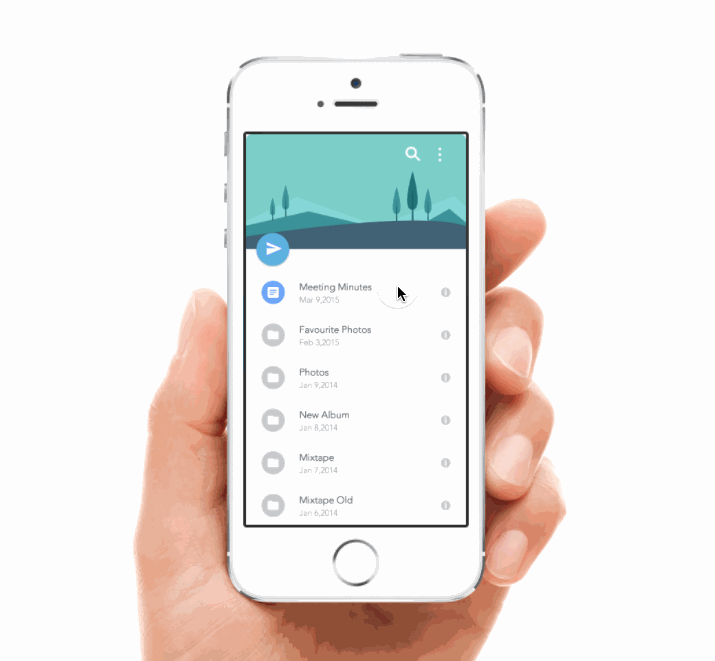 Meeting Minutes
Mar 9,2015
Favourite Photos
Feb 3,2015
Photos
Jan 9,2014
New Album
Jan 8,2014
Mixtape
Jan 7,2014
Mixtape Old
Jan 6,2014